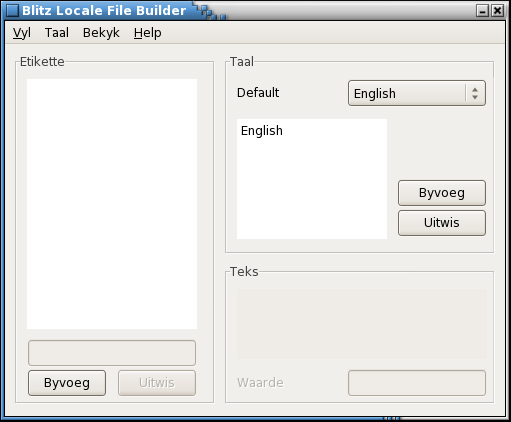 Blitz Locale File Builder
Vyl Taal Bekyk Help
Etikette
Byvoeg Uitwis
Taal
Default English
English
Byvoeg
Uitwis
Teks
Waarde